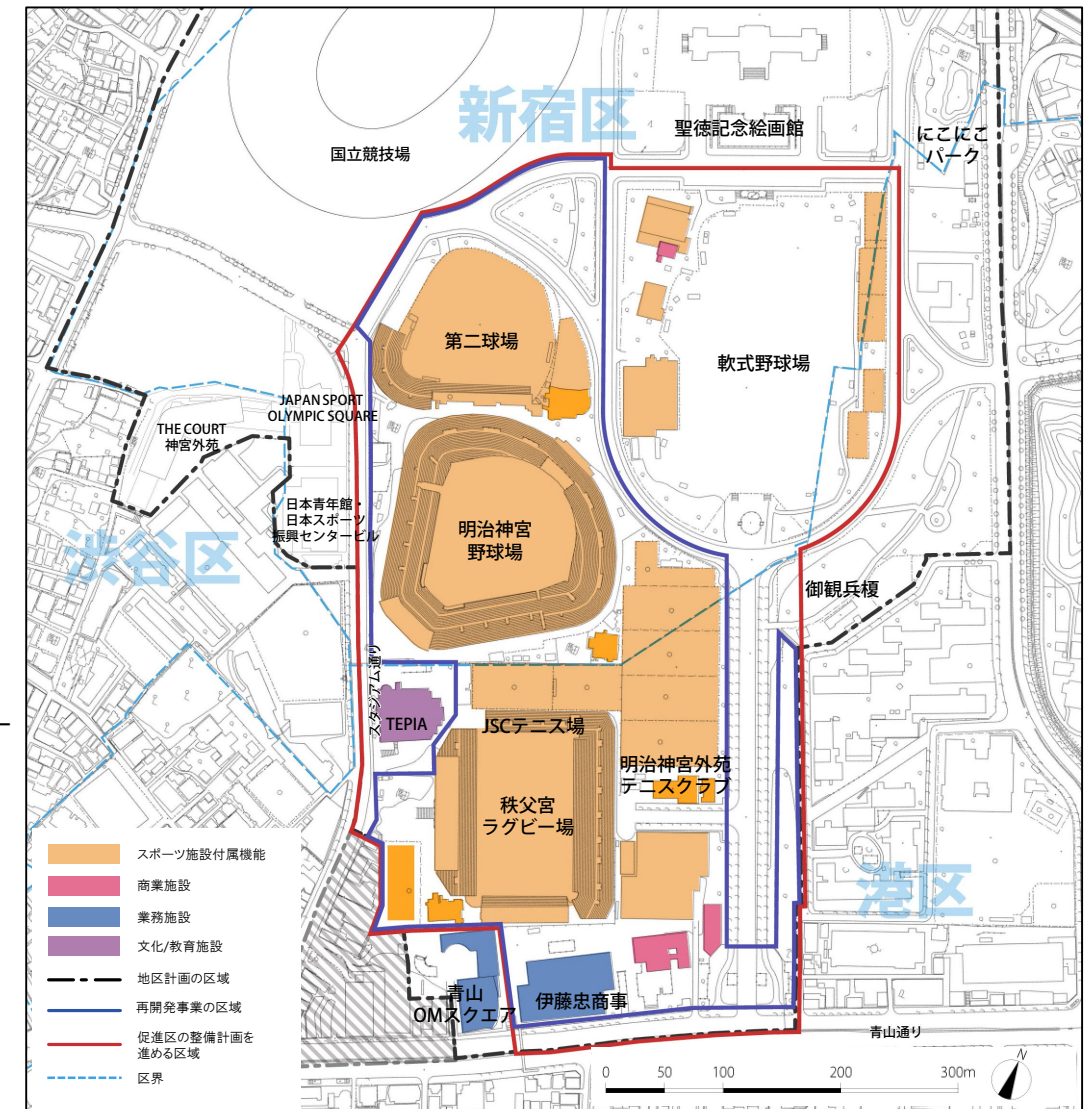 新宿区
聖徳記念絵画館
にこにこ
パーク
国立競技場
第二球場
軟式野球場
JAPAN SPORT
OLYMPIC SQUARE
THE COURT
神宮外苑
日本青年館・
日本スポーツ
振興センタービル
明治神宮
野球場
渋谷区
御観兵榎
スタジアム通り
TEPIA
JSCテニス場
明治神宮外苑
テニスクラブ
秩父宮
ラグビー場
港区
スポーツ施設付属機能
商業施設
業務施設
文化/教育施設
地区計画の区域
再開発事業の区域
促進区の整備計画を
進める区域
区界
青山
OMスクエア
伊藤忠商事
青山通り
0 50 100 200 300m
N